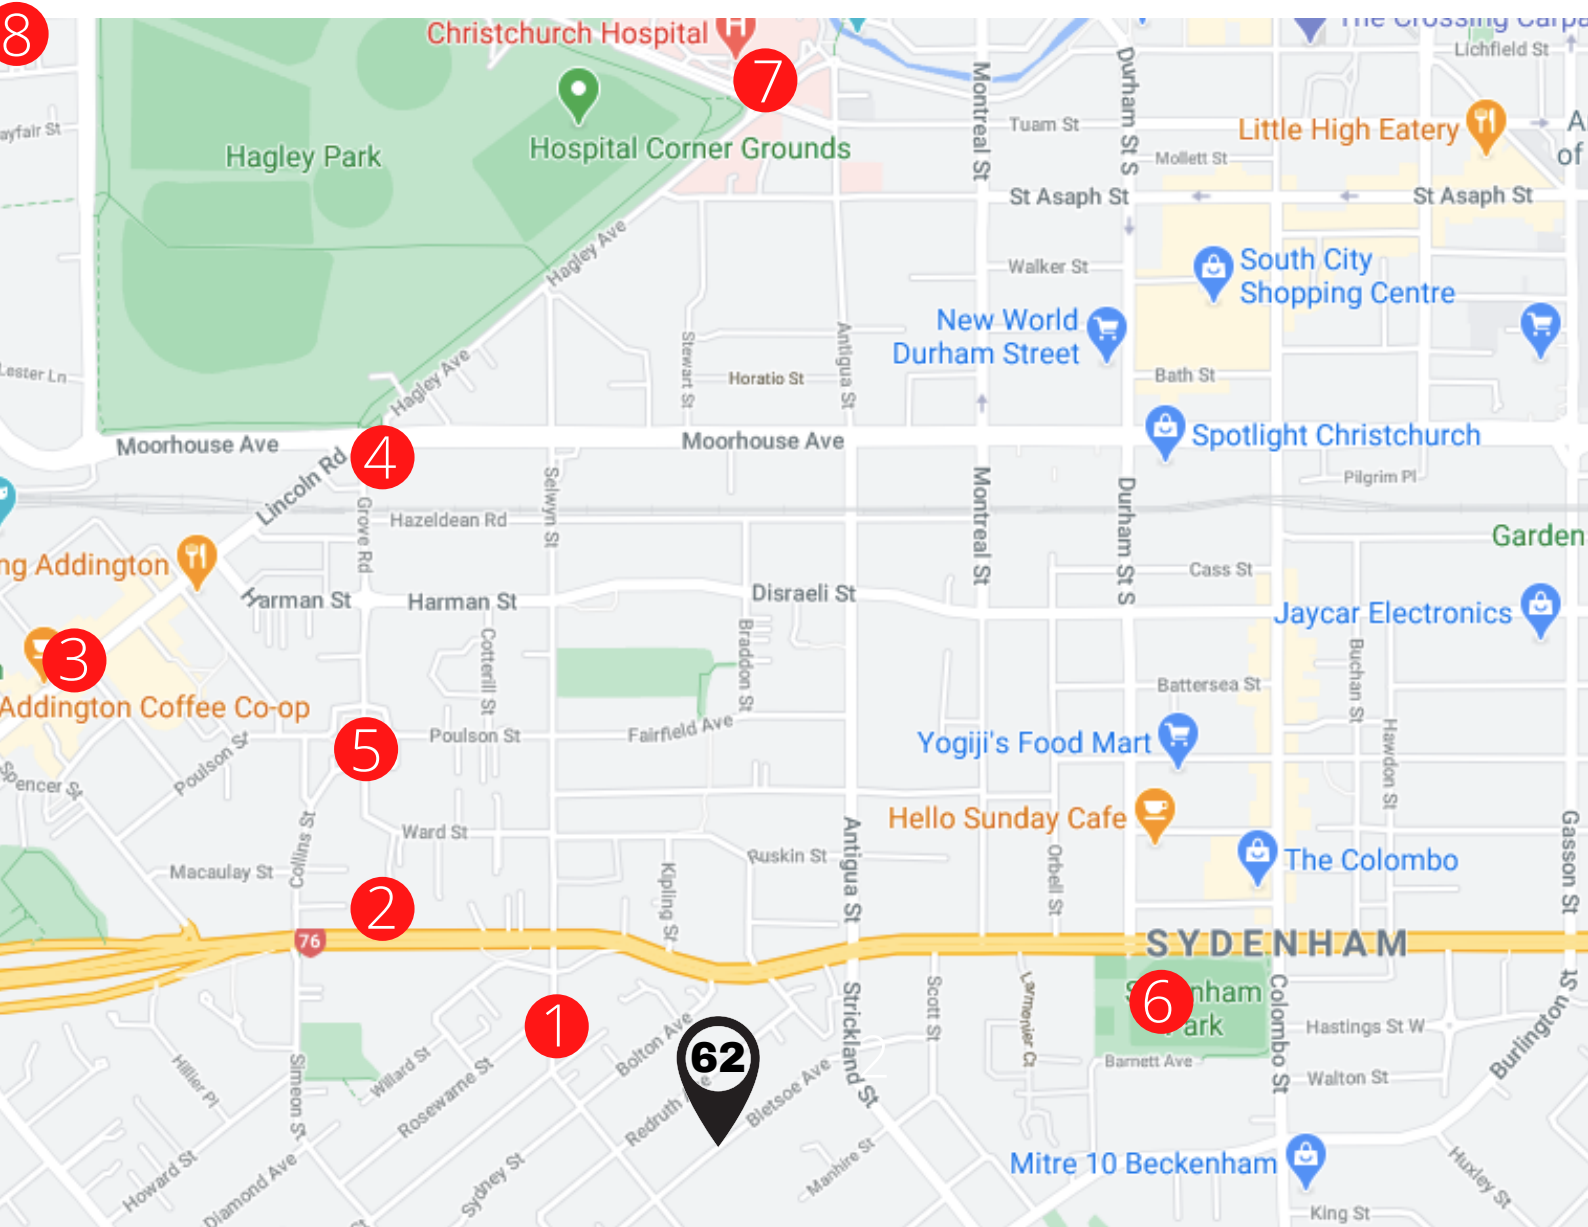 8
Christchurch Hospital
H
7
The Crossing Carpa
Lichfield St
Montreal St
Durham St S
Tuam St
Little High Eatery
ayfair St
Hagley Park
Hospital Corner Grounds
Mollett St
of
St Asaph St
St Asaph St
Hagley Ave
Walker St
South City
Shopping Centre
New World
Durham Street
Lester Ln
Hagley Ave
Stewart St
Horatio St
Antigua St
Bath St
Moorhouse Ave
4
Moorhouse Ave
Spotlight Christchurch
Lincoln Rd
Pilgrim Pl
Grove Rd
Hazeldean Rd
Selwyn St
Montreal St
Durham St S
Garden
ng Addington
Cass St
Harman St
Harman St
Disraeli St
Jaycar Electronics
3
Cotterill St
Braddon St
Buchan St
Addington Coffee Co-op
Battersea St
Poulson St
5
Poulson St
Fairfield Ave
Yogiji's Food Mart
Hawdon St
Spencer St
Hello Sunday Cafe
Collins St
Ward St
Ruskin St
Antigua St
The Colombo
Gasson St
Macaulay St
Kipling St
Orbell St
2
76
SYDENHAM
1
Strickland St
Scott St
Larmenier Ct
6
nham
Park
Colombo St
Hastings St W
Burlington St
Hillier Pl
Simeon St
Willard St
Rosewarne St
Bolton Ave
62
Redruth Ave
Bletsoe Ave
2
Barnett Ave
Walton St
Howard St
Diamond Ave
Sydney St
Manhire St
Mitre 10 Beckenham
Huxley St
King St